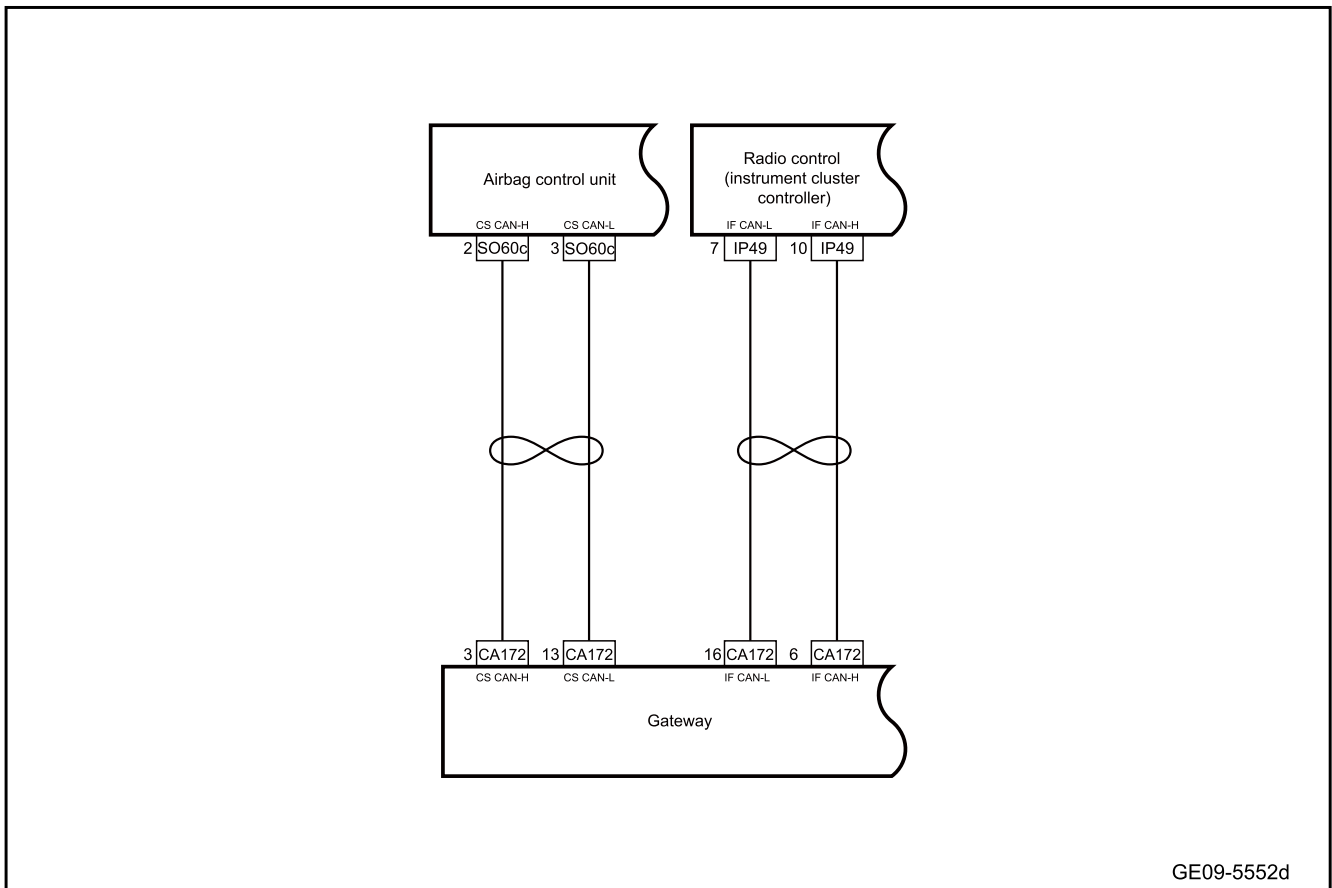 Airbag control unit
Radio control
(instrument cluster
controller)
CS CAN-H CS CAN-L IF CAN-L IF CAN-H
2 SO60c 3 SO60c 7 IP49 10 IP49
3 CA172 13 CA172 16 CA172 6 CA172
CS CAN-H CS CAN-L IF CAN-L IF CAN-H
Gateway
GE09-5552d